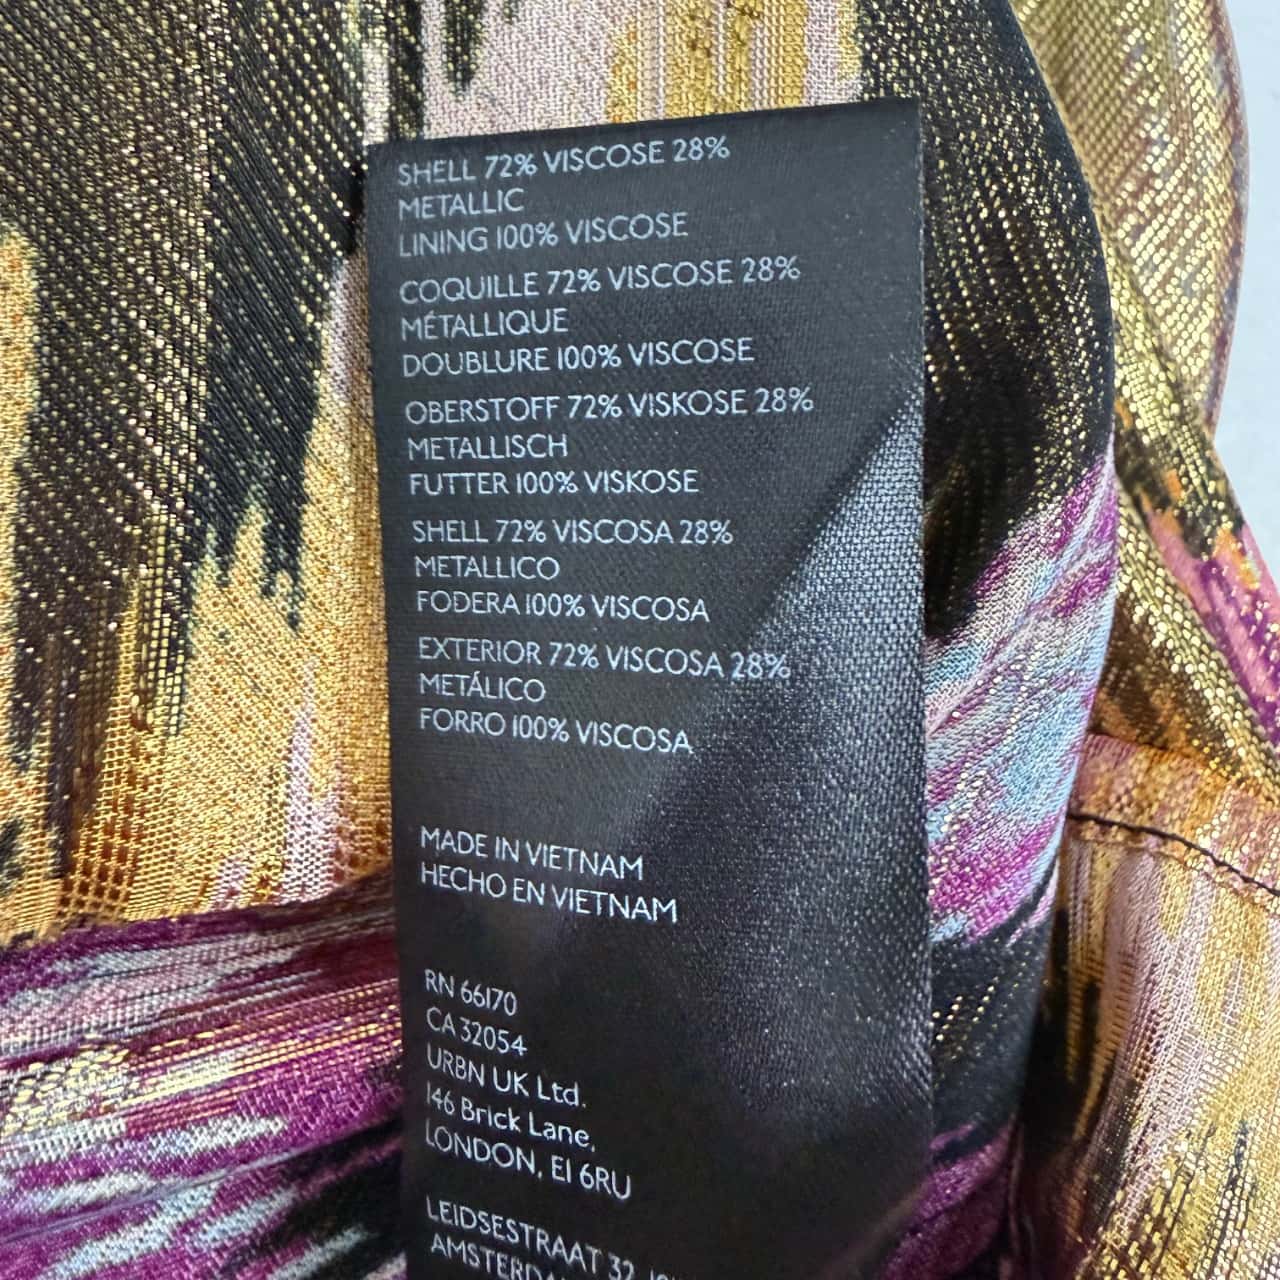 SHELL 72% VISCOSE 28%
METALLIC
LINING 100% VISCOSE
COQUILLE 72% VISCOSE 28%
MÉTALLIQUE
DOUBLURE 100% VISCOSE
OBERSTOFF 72% VISKOSE 28%
METALLISCH
FUTTER 100% VISKOSE
SHELL 72% VISCOSA 28%
METALLICO
FODERA 100% VISCOSA
EXTERIOR 72% VISCOSA 28%
METÁLICO
FORRO 100% VISCOSA
MADE IN VIETNAM
HECHO EN VIETNAM
RN 66170
CA 32054
URBN UK Ltd.
146 Brick Lane,
LONDON, E1 6RU
LEIDSESTRAAT 32